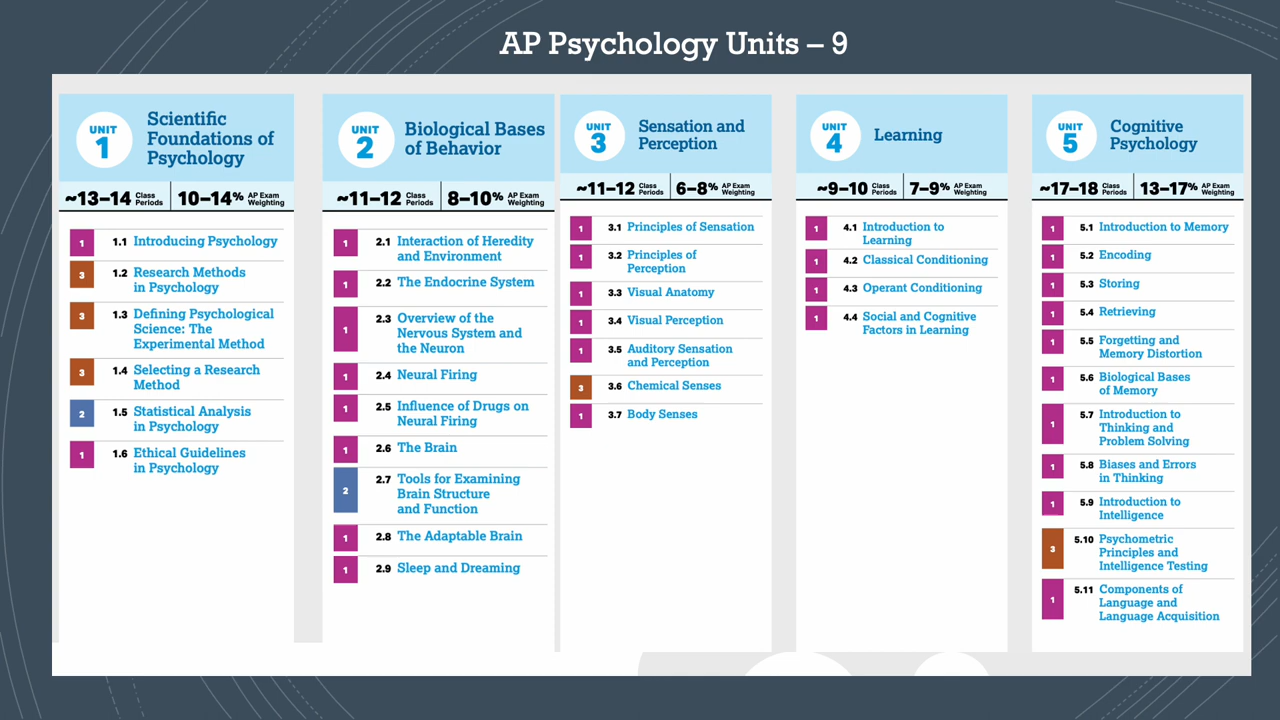 AP Psychology Units – 9
UNIT
1
Scientific
Foundations of
Psychology
~13–14 Class Periods
10–14% AP Exam Weighting
1 1.1 Introducing Psychology
3 1.2 Research Methods
in Psychology
3 1.3 Defining Psychological
Science: The
Experimental Method
3 1.4 Selecting a Research
Method
2 1.5 Statistical Analysis
in Psychology
1 1.6 Ethical Guidelines
in Psychology
UNIT
2
Biological Bases
of Behavior
~11–12 Class Periods
8–10% AP Exam Weighting
1 2.1 Interaction of Heredity
and Environment
1 2.2 The Endocrine System
1 2.3 Overview of the
Nervous System and
the Neuron
1 2.4 Neural Firing
1 2.5 Influence of Drugs on
Neural Firing
1 2.6 The Brain
2 2.7 Tools for Examining
Brain Structure
and Function
1 2.8 The Adaptable Brain
1 2.9 Sleep and Dreaming
UNIT
3
Sensation and
Perception
~11–12 Class Periods
6–8% AP Exam Weighting
1 3.1 Principles of Sensation
1 3.2 Principles of
Perception
1 3.3 Visual Anatomy
1 3.4 Visual Perception
1 3.5 Auditory Sensation
and Perception
3 3.6 Chemical Senses
1 3.7 Body Senses
UNIT
4
Learning
~9–10 Class Periods
7–9% AP Exam Weighting
1 4.1 Introduction to
Learning
1 4.2 Classical Conditioning
1 4.3 Operant Conditioning
1 4.4 Social and Cognitive
Factors in Learning
UNIT
5
Cognitive
Psychology
~17–18 Class Periods
13–17% AP Exam Weighting
1 5.1 Introduction to Memory
1 5.2 Encoding
1 5.3 Storing
1 5.4 Retrieving
1 5.5 Forgetting and
Memory Distortion
1 5.6 Biological Bases
of Memory
1 5.7 Introduction to
Thinking and
Problem Solving
1 5.8 Biases and Errors
in Thinking
1 5.9 Introduction to
Intelligence
3 5.10 Psychometric
Principles and
Intelligence Testing
1 5.11 Components of
Language and
Language Acquisition